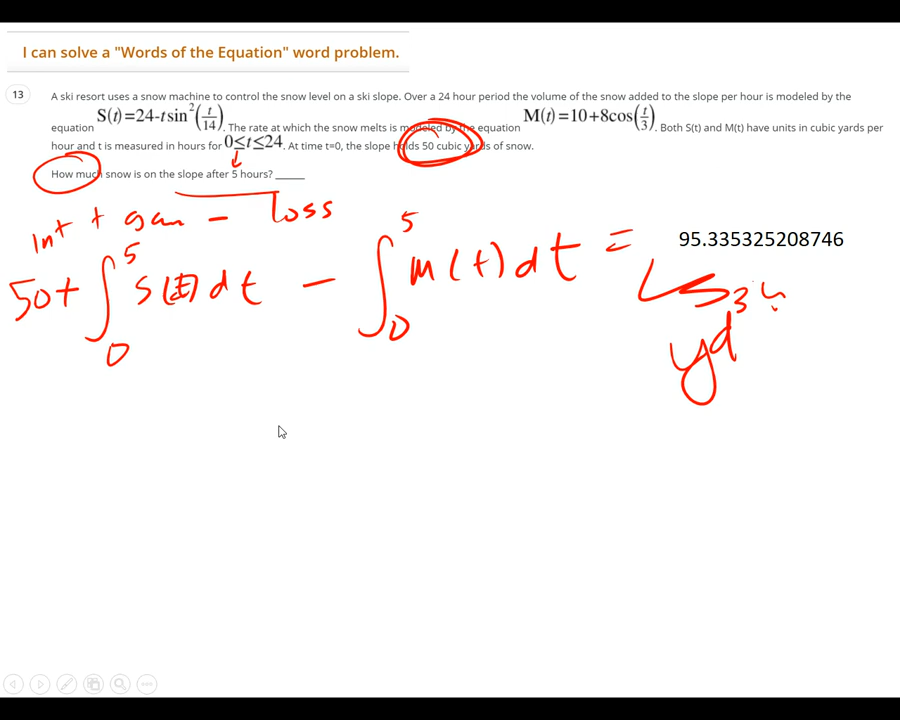 I can solve a "Words of the Equation" word problem.
13
A ski resort uses a snow machine to control the snow level on a ski slope. Over a 24 hour period the volume of the snow added to the slope per hour is modeled by the
equation S(t)=24-t sin²(t/14). The rate at which the snow melts is modeled by the equation M(t)=10+8cos(t/3). Both S(t) and M(t) have units in cubic yards per
hour and t is measured in hours for 0≤t≤24. At time t=0, the slope holds 50 cubic yards of snow.
How much snow is on the slope after 5 hours? _____
int + gain - loss
50+ ∫₀⁵ S(t) dt - ∫₀⁵ M(t) dt = 95.335325208746
yd³